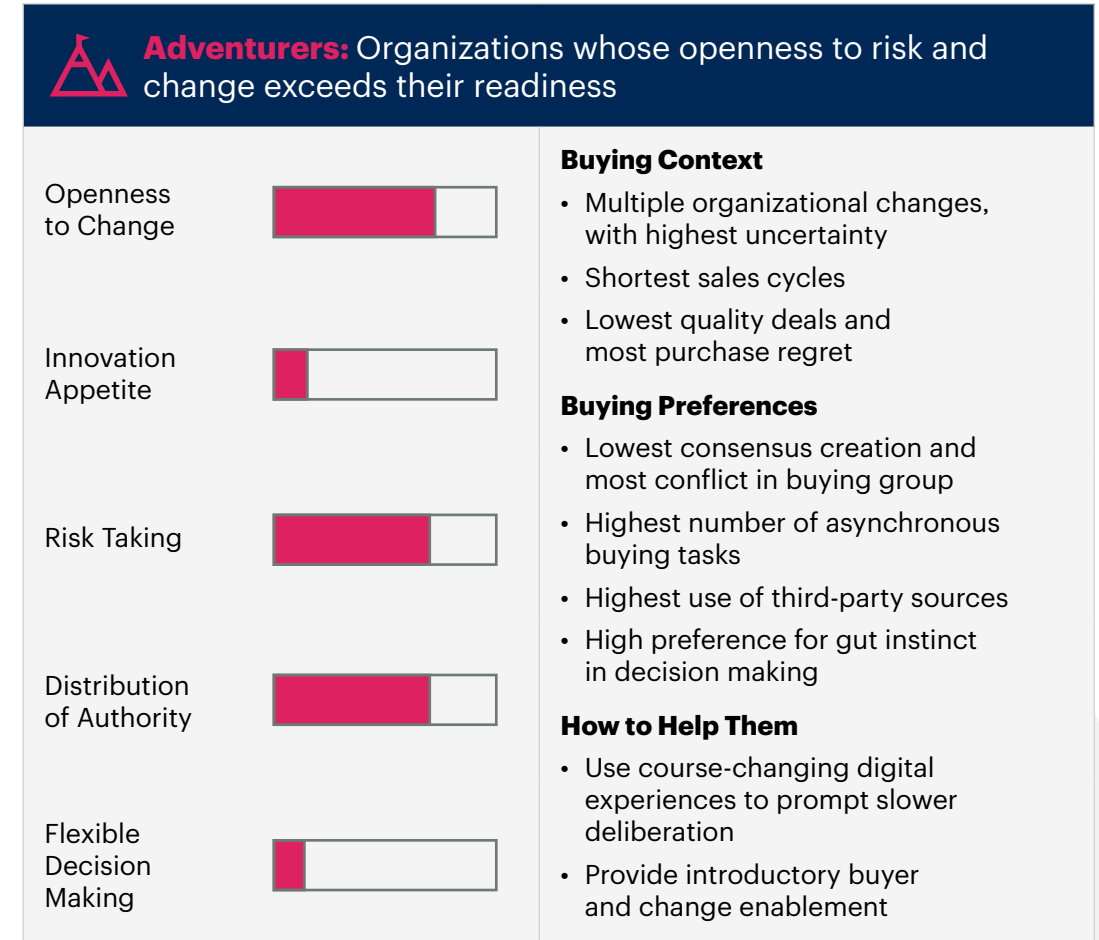 Adventurers: Organizations whose openness to risk and
change exceeds their readiness
Openness
to Change
Innovation
Appetite
Risk Taking
Distribution
of Authority
Flexible
Decision
Making
Buying Context
• Multiple organizational changes,
with highest uncertainty
• Shortest sales cycles
• Lowest quality deals and
most purchase regret
Buying Preferences
• Lowest consensus creation and
most conflict in buying group
• Highest number of asynchronous
buying tasks
• Highest use of third-party sources
• High preference for gut instinct
in decision making
How to Help Them
• Use course-changing digital
experiences to prompt slower
deliberation
• Provide introductory buyer
and change enablement